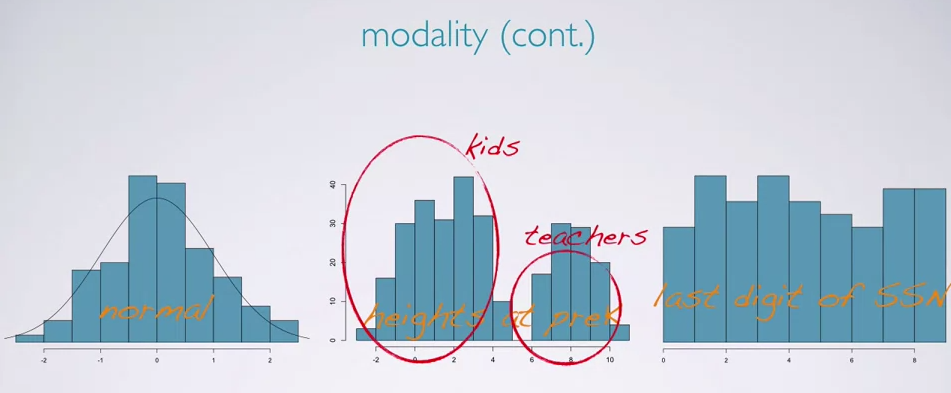 modality (cont.)
kids
teachers
normal
heights at preK
last digit of SSN
-2 -1 0 1 2
40
30
20
10
0
-2 0 2 4 6 8 10
0 2 4 6 8